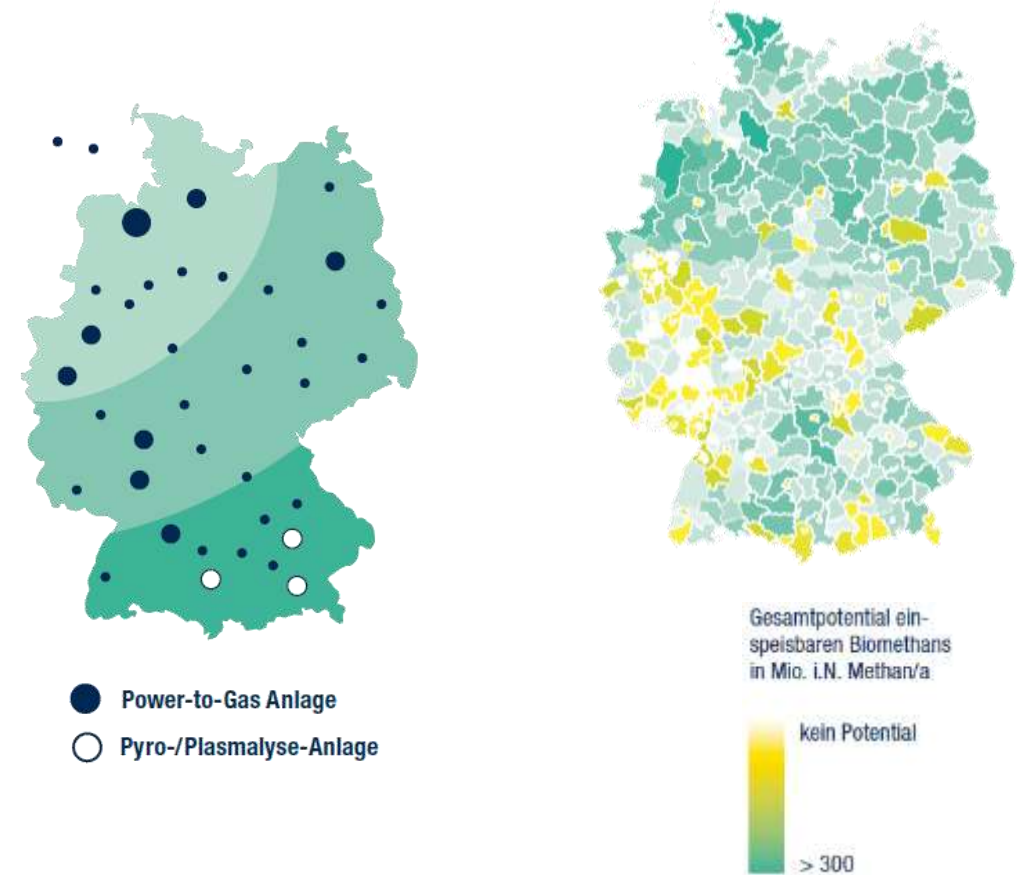 Power-to-Gas Anlage
Pyro-/Plasmalyse-Anlage
Gesamtpotential ein-
speisbaren Biomethans
in Mio. i.N. Methan/a
kein Potential
> 300